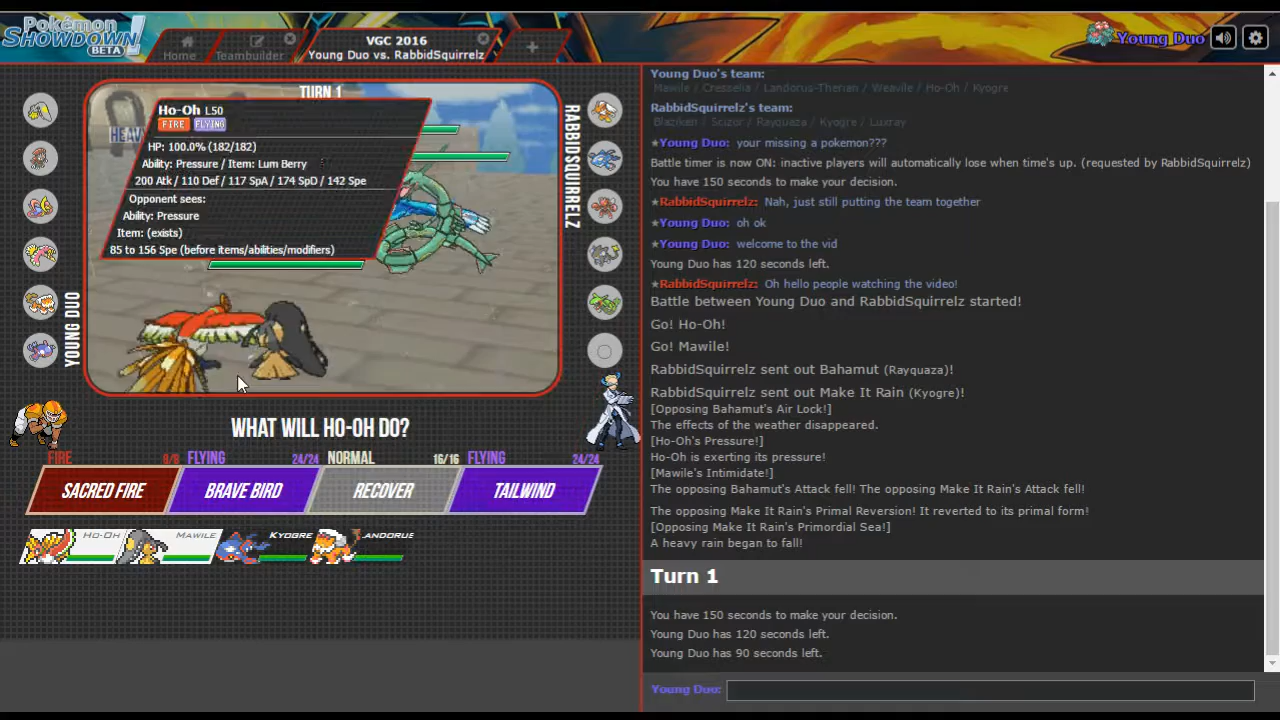 Pokémon
SHOWDOWN!
BETA
Home
Teambuilder
VGC 2016
Young Duo vs. RabbidSquirrelz
Young Duo
TURN 1
HEAV
Ho-Oh L50
FIRE FLYING
HP: 100.0% (182/182)
Ability: Pressure / Item: Lum Berry
200 Atk / 110 Def / 117 SpA / 174 SpD / 142 Spe
Opponent sees:
Ability: Pressure
Item: (exists)
85 to 156 Spe (before items/abilities/modifiers)
RABBIDSQUIRRELZ
YOUNG DUO
WHAT WILL HO-OH DO?
FIRE 8/8 FLYING 24/24 NORMAL 16/16 FLYING 24/24
SACRED FIRE BRAVE BIRD RECOVER TAILWIND
HO-OH MAWILE KYOGRE LANDORUS
Young Duo's team:
Mawile / Cresselia / Landorus-Therian / Weavile / Ho-Oh / Kyogre
RabbidSquirrelz's team:
Blaziken / Scizor / Rayquaza / Kyogre / Luxray
★Young Duo: your missing a pokemon???
Battle timer is now ON: inactive players will automatically lose when time's up. (requested by RabbidSquirrelz)
You have 150 seconds to make your decision.
★RabbidSquirrelz: Nah, just still putting the team together
★Young Duo: oh ok
★Young Duo: welcome to the vid
Young Duo has 120 seconds left.
★RabbidSquirrelz: Oh hello people watching the video!
Battle between Young Duo and RabbidSquirrelz started!
Go! Ho-Oh!
Go! Mawile!
RabbidSquirrelz sent out Bahamut (Rayquaza)!
RabbidSquirrelz sent out Make It Rain (Kyogre)!
[Opposing Bahamut's Air Lock!]
The effects of the weather disappeared.
[Ho-Oh's Pressure!]
Ho-Oh is exerting its pressure!
[Mawile's Intimidate!]
The opposing Bahamut's Attack fell! The opposing Make It Rain's Attack fell!
The opposing Make It Rain's Primal Reversion! It reverted to its primal form!
[Opposing Make It Rain's Primordial Sea!]
A heavy rain began to fall!
Turn 1
You have 150 seconds to make your decision.
Young Duo has 120 seconds left.
Young Duo has 90 seconds left.
Young Duo: